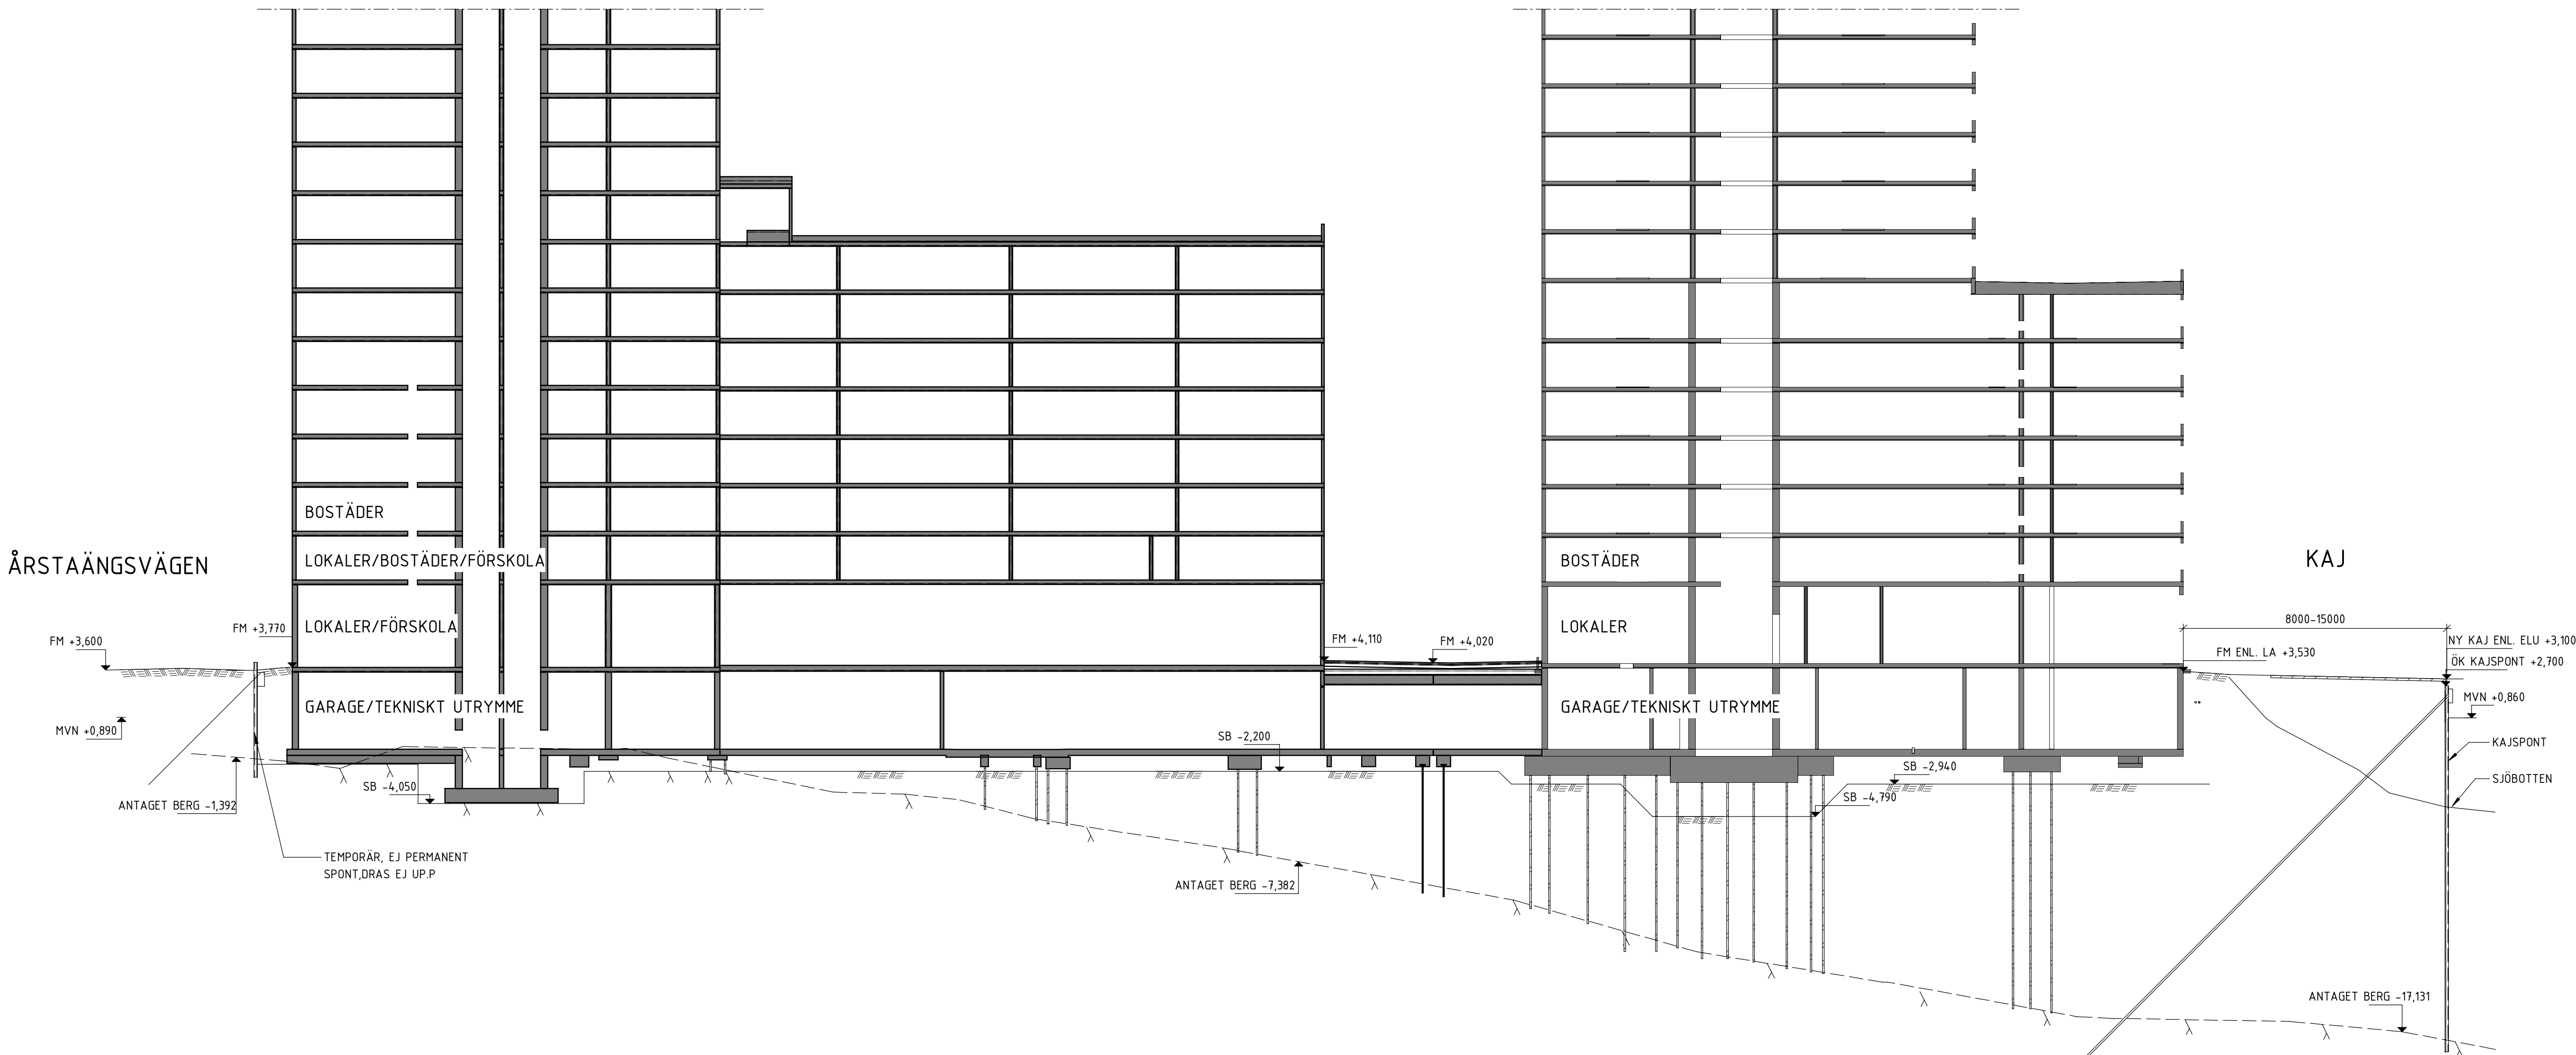 BOSTÄDER
ÅRSTAÄNGSVÄGEN
LOKALER/BOSTÄDER/FÖRSKOLA
BOSTÄDER
KAJ
LOKALER/FÖRSKOLA
LOKALER
FM +3,600
FM +3,770
FM +4,110
FM +4,020
8000-15000
NY KAJ ENL. ELU +3,100
FM ENL. LA +3,530
ÖK KAJSPONT +2,700
MVN +0,860
GARAGE/TEKNISKT UTRYMME
GARAGE/TEKNISKT UTRYMME
MVN +0,890
SB -2,200
KAJSPONT
SB -2,940
SJÖBOTTEN
SB -4,050
SB -4,790
ANTAGET BERG -1,392
TEMPORÄR, EJ PERMANENT
SPONT,DRAS EJ UP.P
ANTAGET BERG -7,382
ANTAGET BERG -17,131